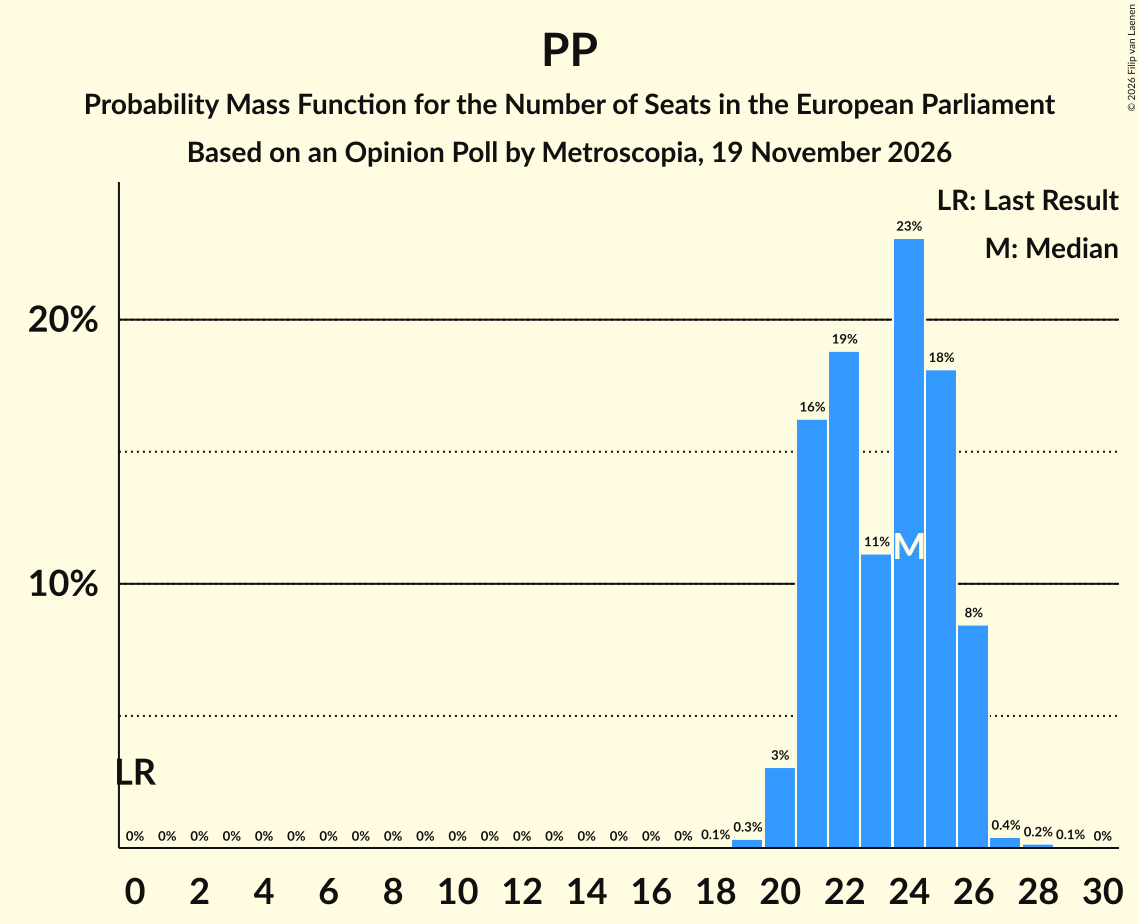 PP
Probability Mass Function for the Number of Seats in the European Parliament
Based on an Opinion Poll by Metroscopia, 19 November 2026
© 2026 Filip van Laenen
LR: Last Result
M: Median
20%
10%
23%
19%
18%
16%
11%
M
8%
3%
LR
0% 0% 0% 0% 0% 0% 0% 0% 0% 0% 0% 0% 0% 0% 0% 0% 0% 0% 0.1% 0.3% 0.4% 0.2% 0.1% 0%
0 2 4 6 8 10 12 14 16 18 20 22 24 26 28 30